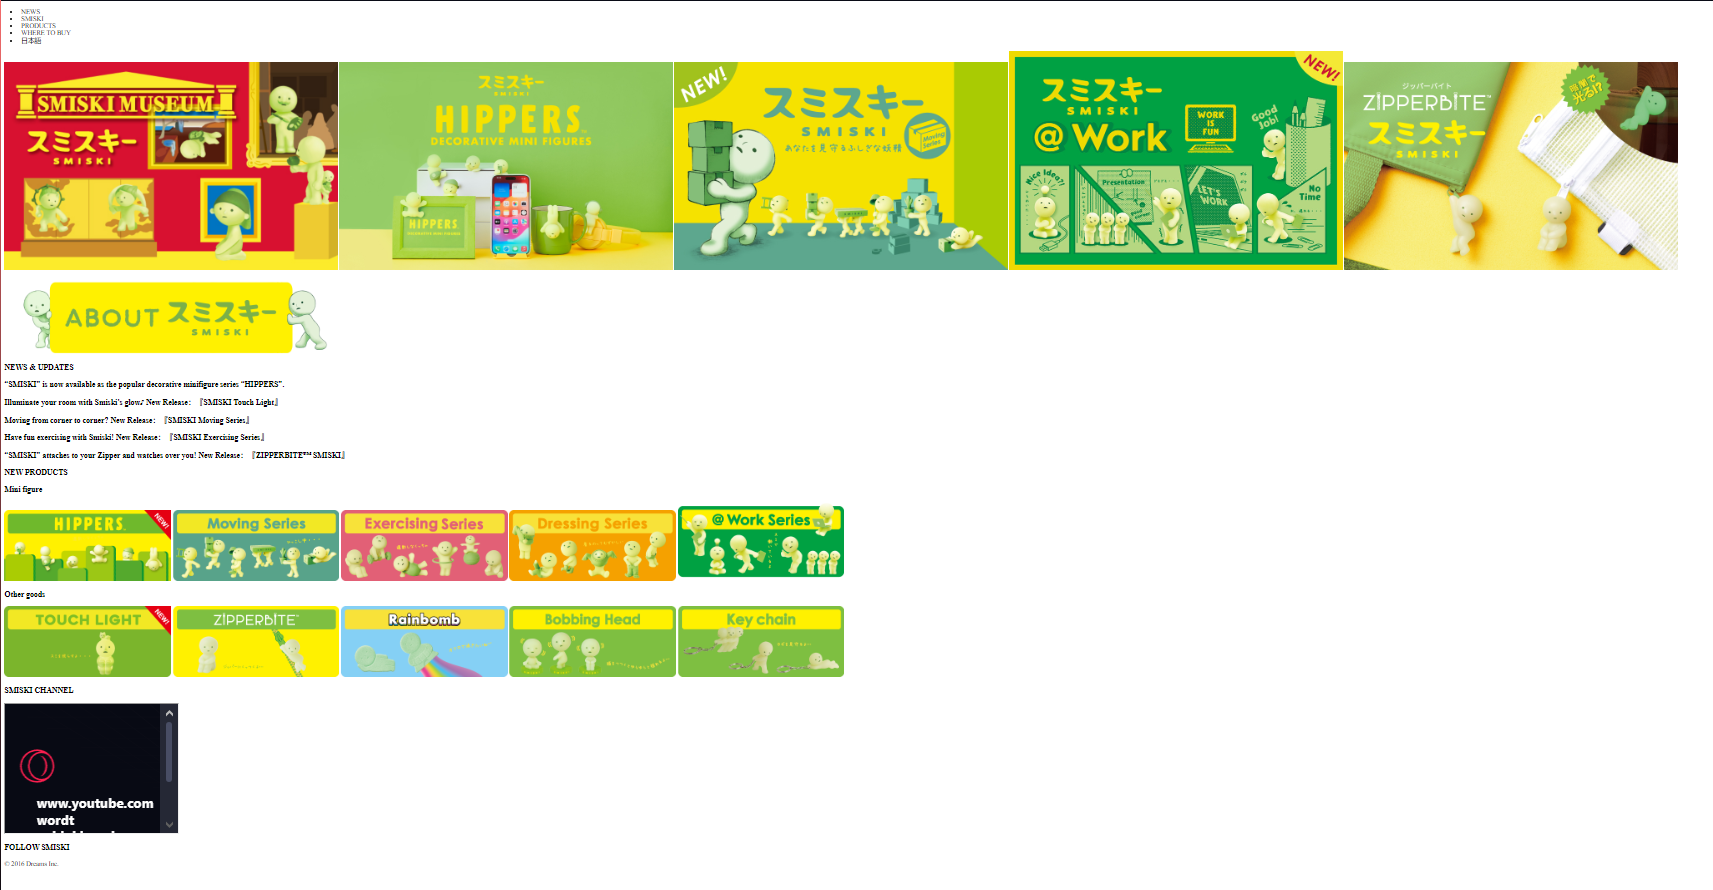 NEWS
SMISKI
PRODUCTS
WHERE TO BUY
日本語
SMISKI MUSEUM
スミスキー
SMISKI
スミスキー
SMISKI
HIPPERS™
DECORATIVE MINI FIGURES
HIPPERS
DECORATIVE MINI FIGURES
NEW!
スミスキー
SMISKI
Moving Series
あなたを見守るふしぎな妖精
NEW!
スミスキー
SMISKI
@ Work
WORK IS FUN
Good Job!
Nice Idea?!
Presentation
LET'S WORK
No Time
ジッパーバイト
ZIPPERBITE™
スミスキー
SMISKI
暗闇で光る!?
ABOUT スミスキー
SMISKI
NEWS & UPDATES
“SMISKI” is now available as the popular decorative minifigure series “HIPPERS”.
Illuminate your room with Smiski's glow♪ New Release: 『SMISKI Touch Light』
Moving from corner to corner? New Release: 『SMISKI Moving Series』
Have fun exercising with Smiski! New Release: 『SMISKI Exercising Series』
“SMISKI” attaches to your Zipper and watches over you! New Release: 『ZIPPERBITE™ SMISKI』
NEW PRODUCTS
Mini figure
HIPPERS™
NEW!
Moving Series
Exercising Series
Dressing Series
@ Work Series
Other goods
TOUCH LIGHT
NEW!
ZIPPERBITE™
Rainbomb
Bobbing Head
Key chain
SMISKI CHANNEL
www.youtube.com
wordt
FOLLOW SMISKI
© 2016 Dreams Inc.